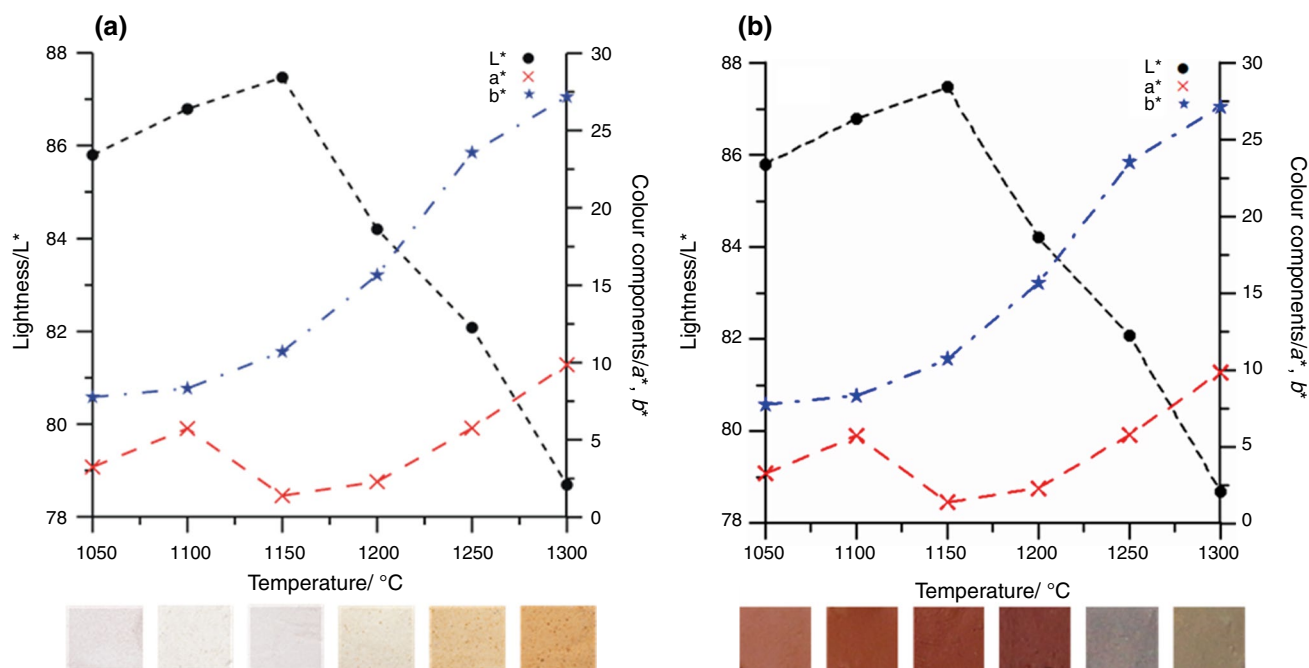 (a)
L*
a*
b*
88
86
84
82
80
78
Lightness/L*
30
25
20
15
10
5
0
Colour components/a*, b*
1050 1100 1150 1200 1250 1300
Temperature/ °C
(b)
L*
a*
b*
88
86
84
82
80
78
Lightness/L*
30
25
20
15
10
5
0
Colour components/a*, b*
1050 1100 1150 1200 1250 1300
Temperature/ °C